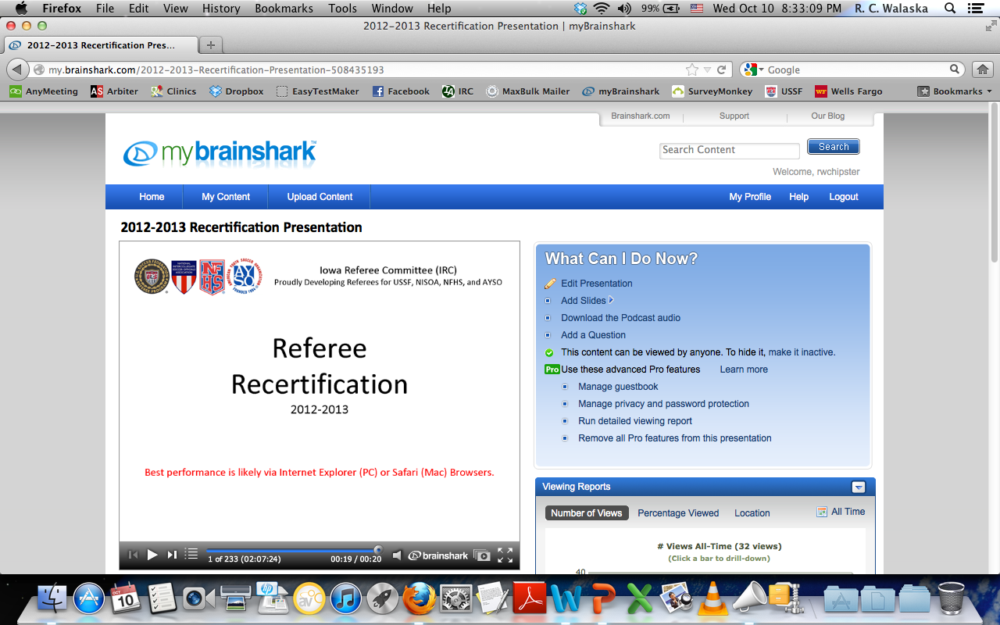 Firefox File Edit View History Bookmarks Tools Window Help 99% Wed Oct 10 8:33:09 PM R. C. Walaska
2012-2013 Recertification Presentation | myBrainshark
2012-2013 Recertification Pres...
my.brainshark.com/2012-2013-Recertification-Presentation-508435193 Google
AnyMeeting Arbiter Clinics Dropbox EasyTestMaker Facebook IRC MaxBulk Mailer myBrainshark SurveyMonkey USSF Wells Fargo Bookmarks
Brainshark.com Support Our Blog
mybrainshark™ Search Content Search
Welcome, rwchipster
Home My Content Upload Content My Profile Help Logout
2012-2013 Recertification Presentation
Iowa Referee Committee (IRC)
Proudly Developing Referees for USSF, NISOA, NFHS, and AYSO
NFHS
AYSO
Referee
Recertification
2012-2013
Best performance is likely via Internet Explorer (PC) or Safari (Mac) Browsers.
1 of 233 (02:07:24) 00:19 / 00:20 brainshark
What Can I Do Now?
Edit Presentation
Add Slides
Download the Podcast audio
Add a Question
This content can be viewed by anyone. To hide it, make it inactive.
Pro Use these advanced Pro features Learn more
Manage guestbook
Manage privacy and password protection
Run detailed viewing report
Remove all Pro features from this presentation
Viewing Reports
Number of Views Percentage Viewed Location All Time
# Views All-Time (32 views)
(Click a bar to drill-down)
40
OCT
10
hp
av